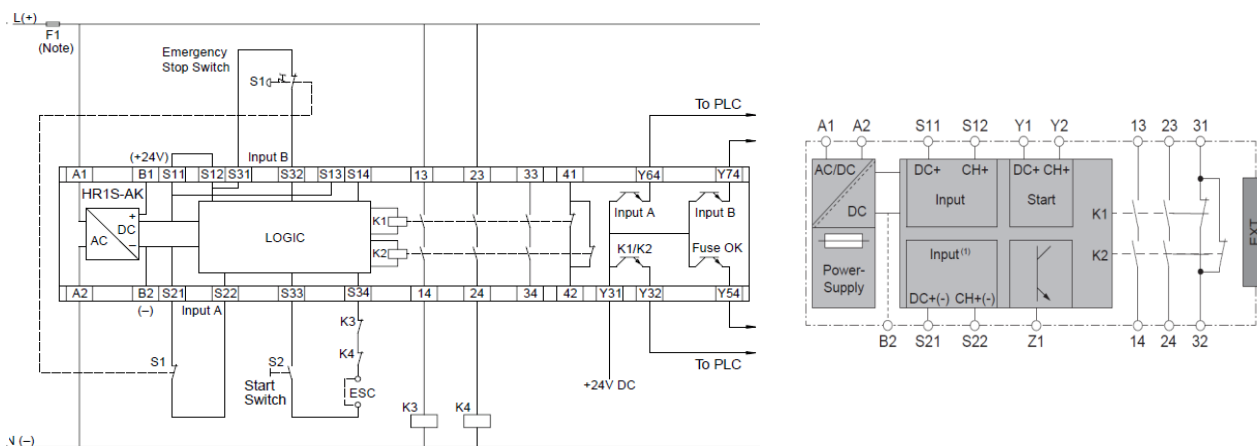 L(+)
F1
(Note)
Emergency
Stop Switch
S1
To PLC
(+24V)
Input B
A1 B1 S11 S12 S31 S32 S13 S14 13 23 33 41 Y64 Y74
HR1S-AK
+
DC
AC
−
LOGIC
K1
K2
Input A
Input B
K1/K2
Fuse OK
A2 B2 S21 S22 S33 S34 14 24 34 42 Y31 Y32 Y54
(−)
Input A
K3
K4
S1
S2
Start
Switch
ESC
To PLC
+24V DC
K3
K4
N (−)
A1 A2 S11 S12 Y1 Y2 13 23 31
AC/DC
DC
DC+ CH+
Input
DC+ CH+
Start
K1
K2
EXT
Power-
Supply
Input(1)
DC+(-) CH+(-)
B2 S21 S22 Z1 14 24 32